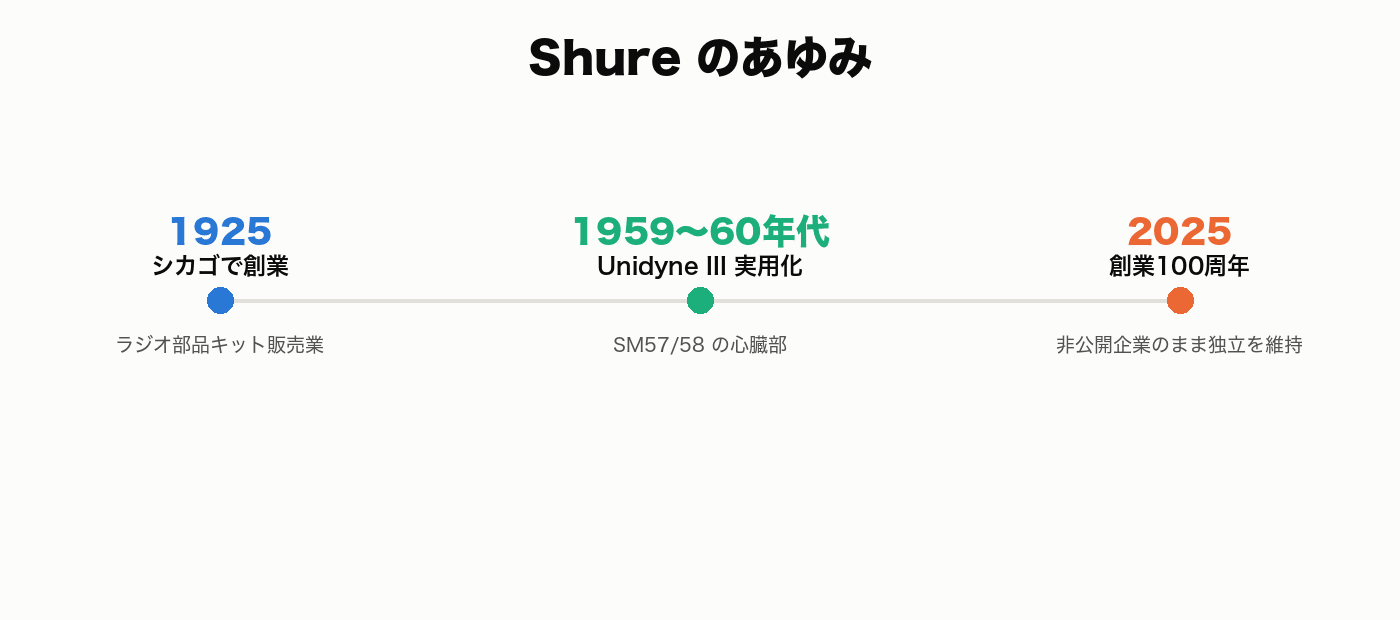 Shure のあゆみ
1925
シカゴで創業
ラジオ部品キット販売業
1959〜60年代
Unidyne III 実用化
SM57/58 の心臓部
2025
創業100周年
非公開企業のまま独立を維持